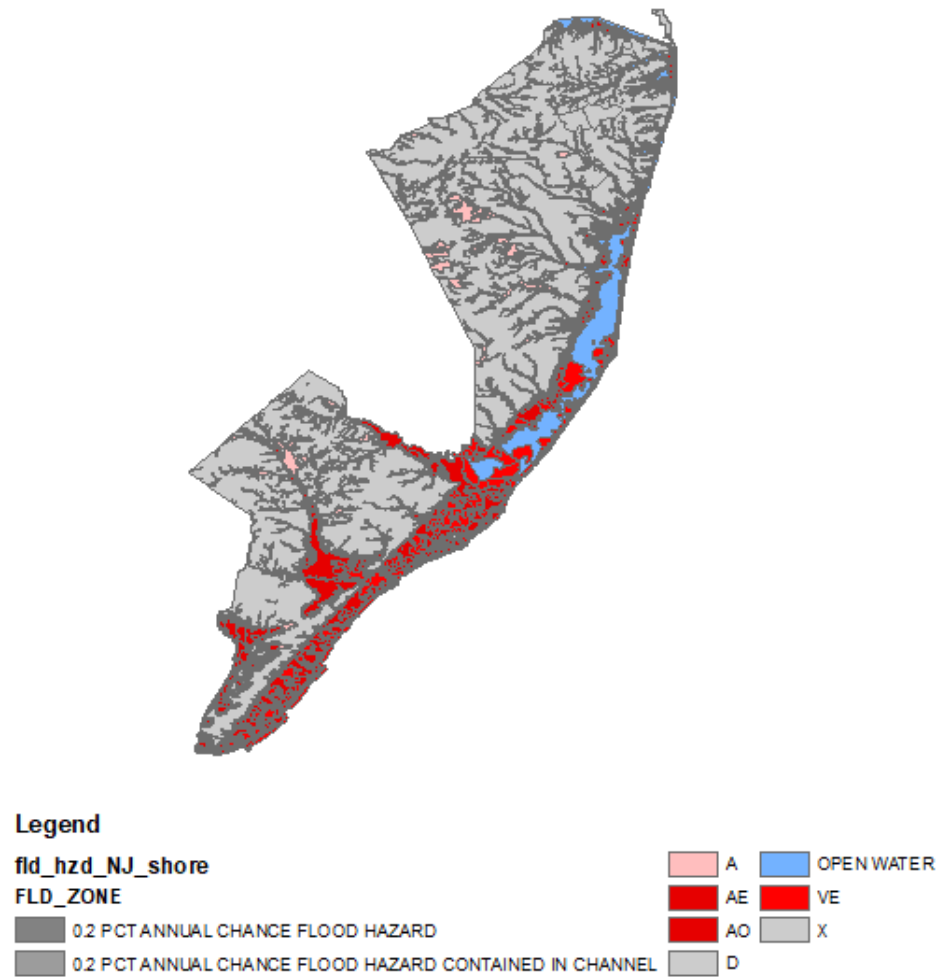 Legend
fld_hzd_NJ_shore
FLD_ZONE
0.2 PCT ANNUAL CHANCE FLOOD HAZARD
0.2 PCT ANNUAL CHANCE FLOOD HAZARD CONTAINED IN CHANNEL
A
AE
AO
D
OPEN WATER
VE
X